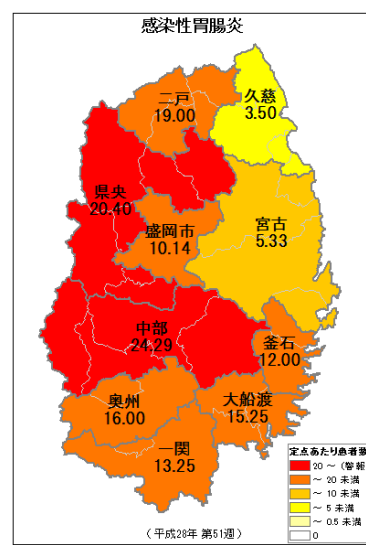 感染性胃腸炎
二戸
19.00
久慈
3.50
県央
20.40
盛岡市
10.14
宮古
5.33
中部
24.29
釜石
12.00
奥州
16.00
大船渡
15.25
一関
13.25
定点あたり患者数
20 ～ (警報
～ 20 未満
～ 10 未満
～ 5 未満
～ 0.5 未満
0
(平成28年 第51週)